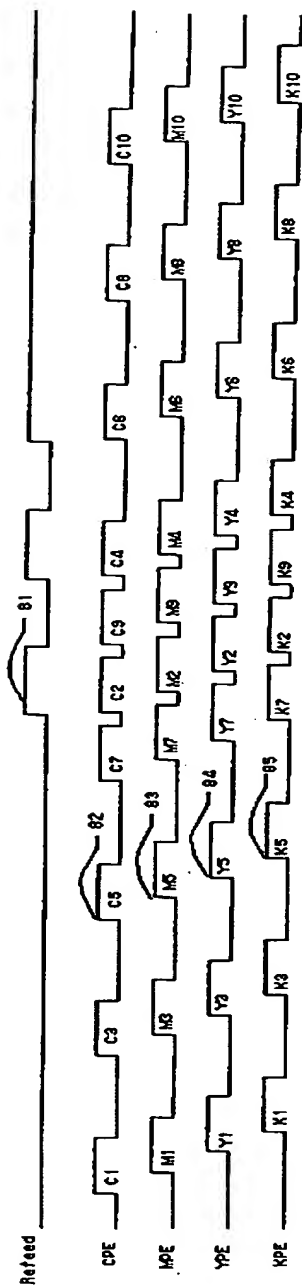 Refeed
81
CPE
C1 C3 C5 C7 C2 C9 C4 C6 C8 C10
82
MPE
M1 M3 M5 M7 M2 M9 M4 M6 M8 M10
83
YPE
Y1 Y3 Y5 Y7 Y2 Y9 Y4 Y6 Y8 Y10
84
KPE
K1 K3 K5 K7 K2 K9 K4 K6 K8 K10
85